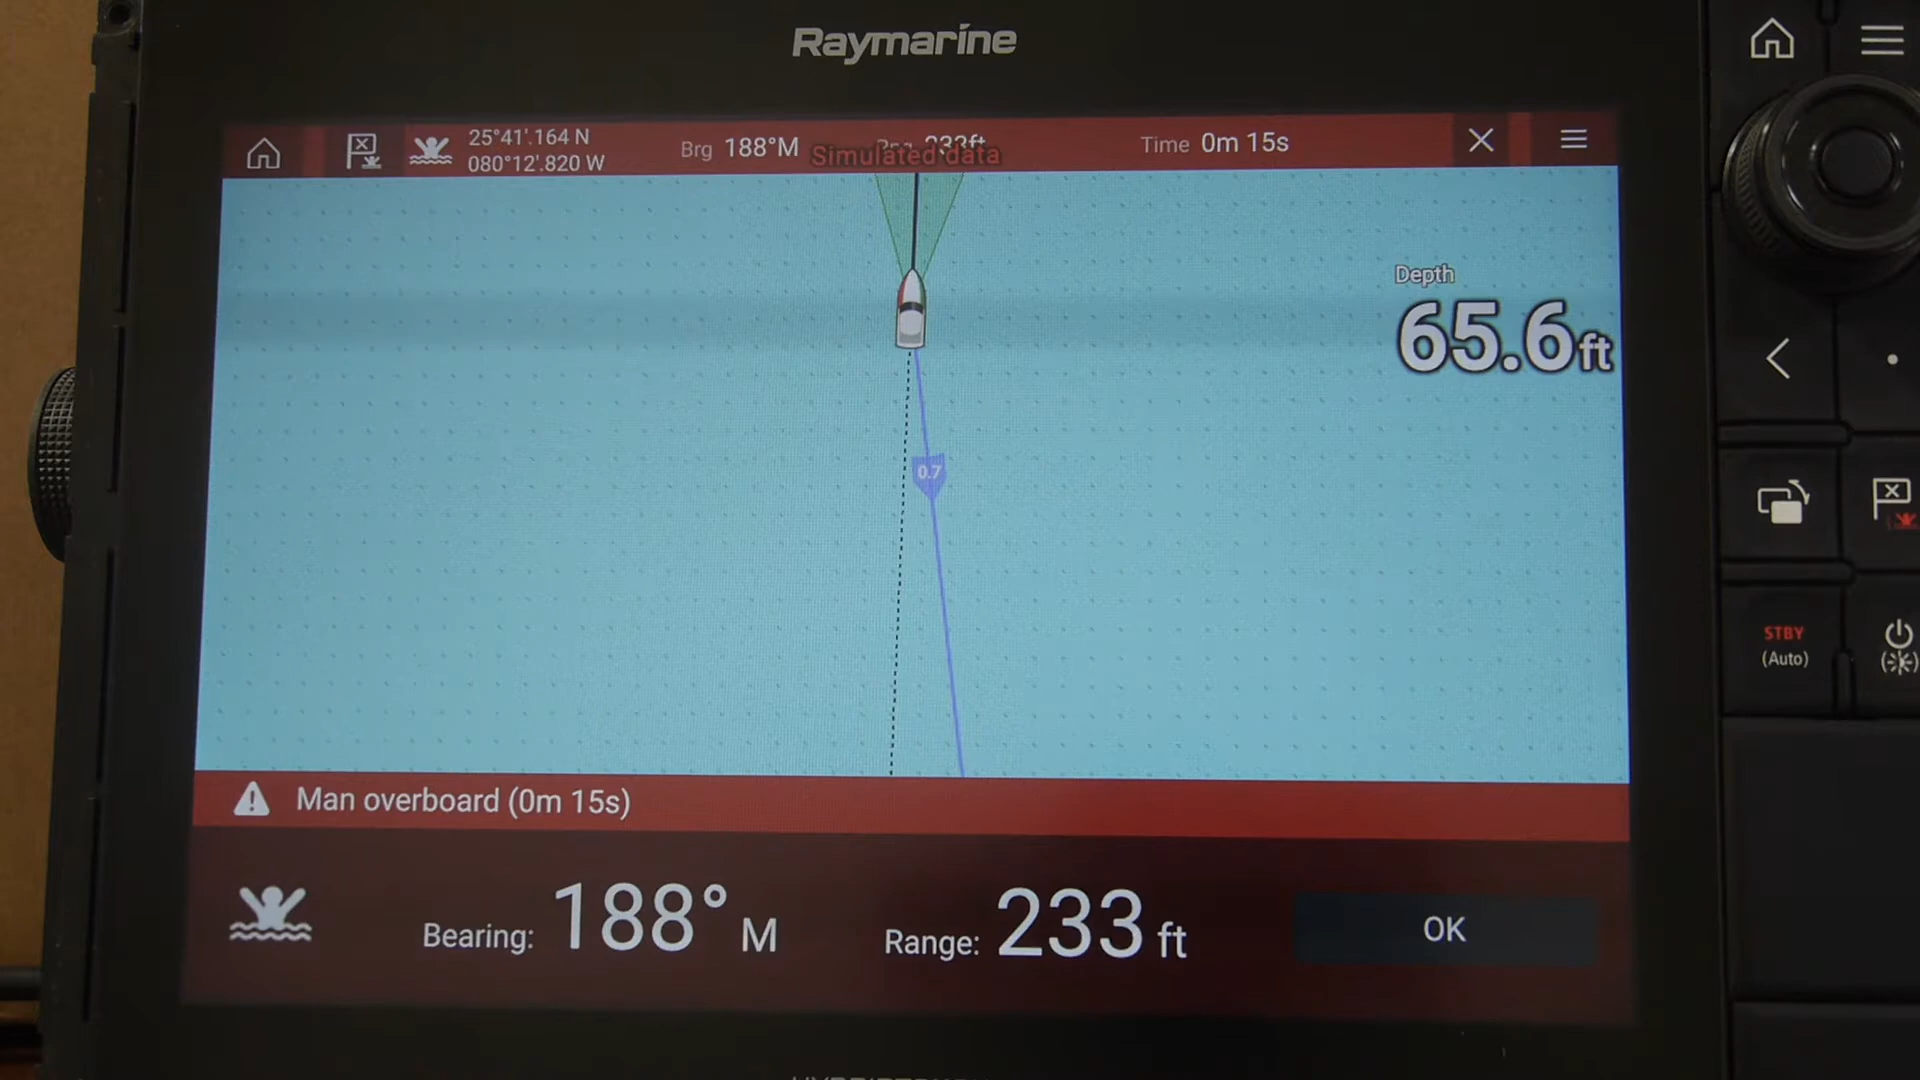 Raymarine
25°41'.164 N
080°12'.820 W
Brg 188°M
Simulated data
Time 0m 15s
Depth
65.6ft
0.7
Man overboard (0m 15s)
Bearing: 188° M
Range: 233 ft
OK
STBY
(Auto)